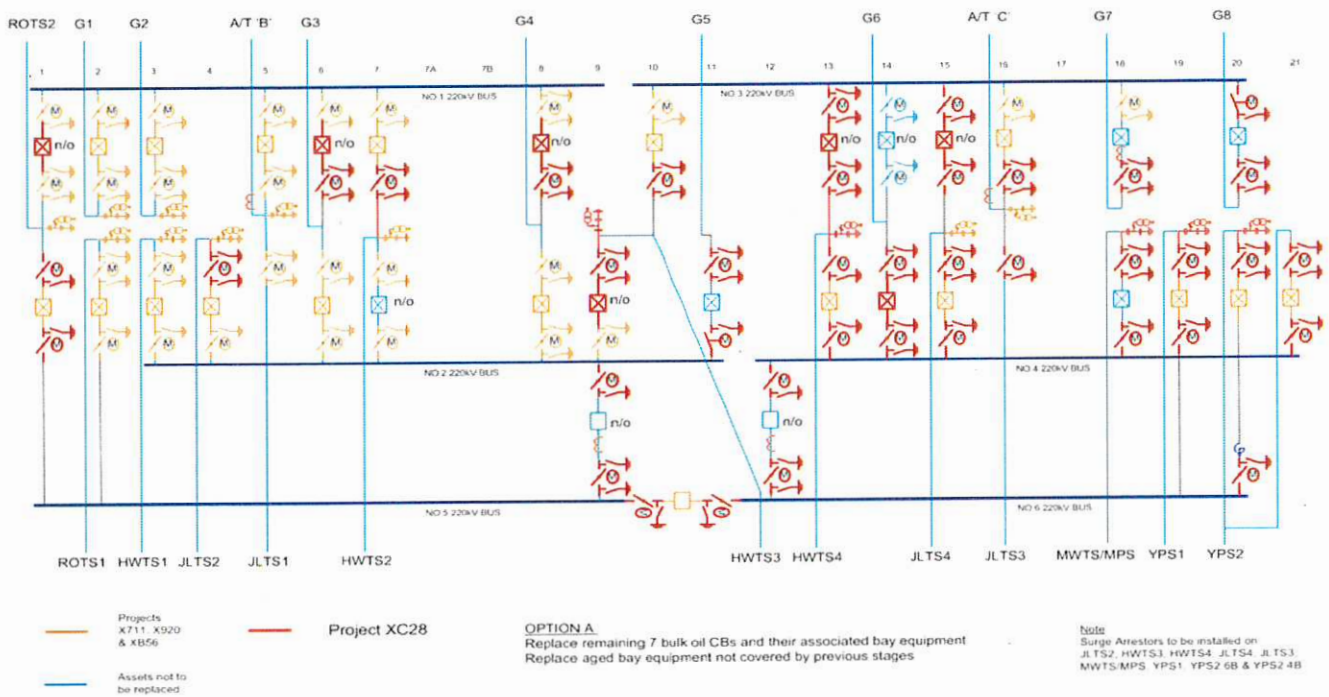 ROTS2 G1 G2 A/T 'B' G3 G4 G5 G6 A/T 'C' G7 G8
1 2 3 4 5 6 7 7A 7B 8 9 10 11 12 13 14 15 16 18 20 21
NO 1 220kV BUS NO 3 220kV BUS
n/o n/o n/o n/o n/o n/o
n/o n/o
NO 2 220kV BUS NO 4 220kV BUS
n/o n/o
NO 5 220kV BUS NO 6 220kV BUS
ROTS1 HWTS1 JLTS2 JLTS1 HWTS2 HWTS3 HWTS4 JLTS4 JLTS3 MWTS/MPS YPS1 YPS2
Projects
X711, X920
& XB56
Project XC28
Assets not to
be replaced
OPTION A
Replace remaining 7 bulk oil CBs and their associated bay equipment
Replace aged bay equipment not covered by previous stages
Note
Surge Arrestors to be installed on
JLTS2, HWTS3, HWTS4, JLTS4, JLTS3,
MWTS/MPS, YPS1, YPS2 6B & YPS2 4B